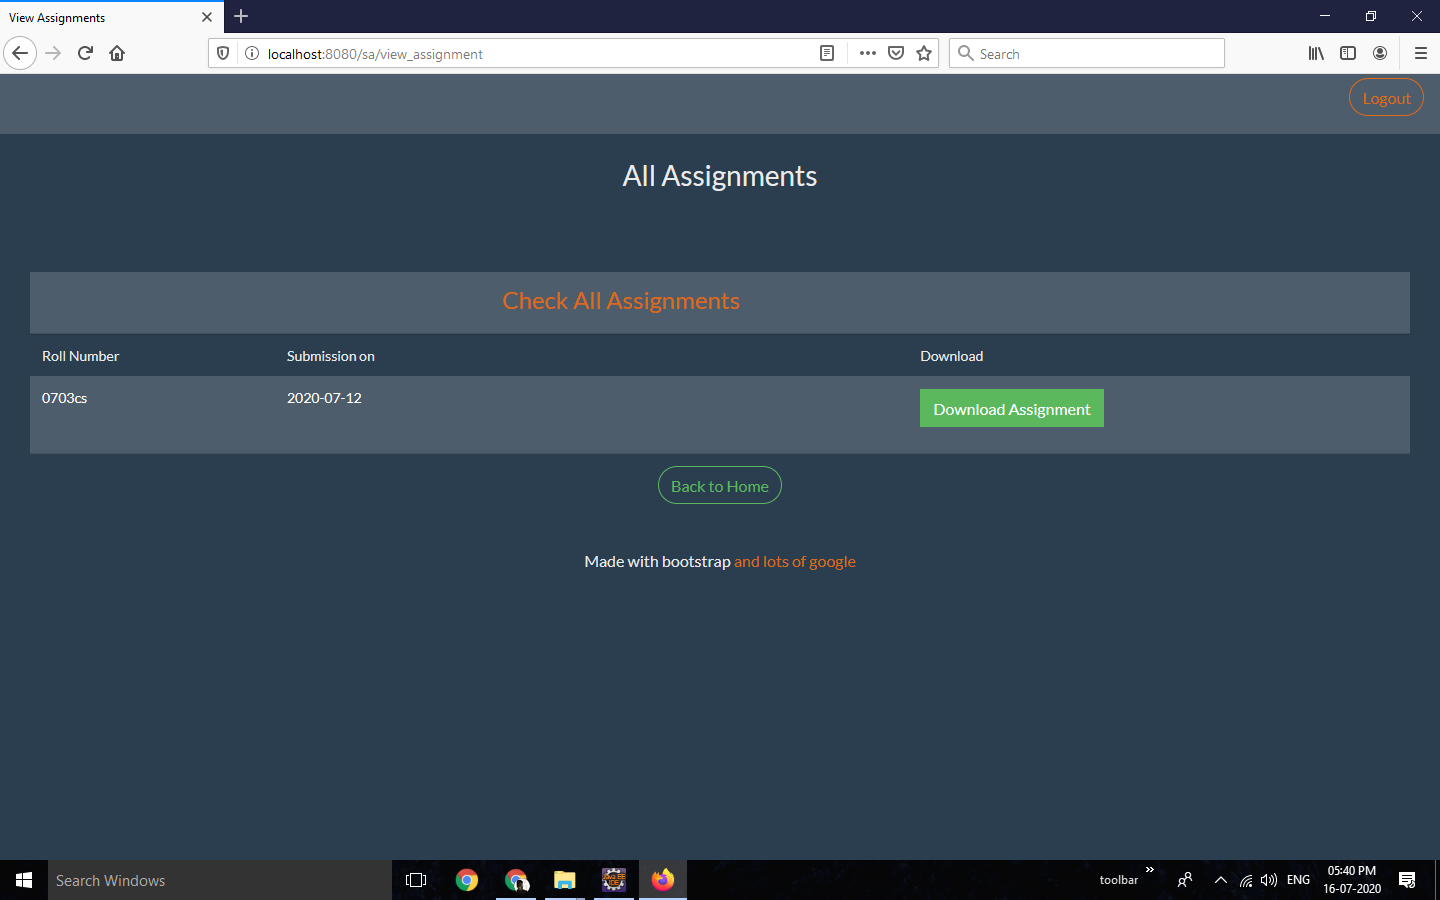 View Assignments
localhost:8080/sa/view_assignment
Search
Logout
All Assignments
Check All Assignments
Roll Number Submission on Download
0703cs 2020-07-12 Download Assignment
Back to Home
Made with bootstrap and lots of google
Search Windows
toolbar
ENG
05:40 PM
16-07-2020